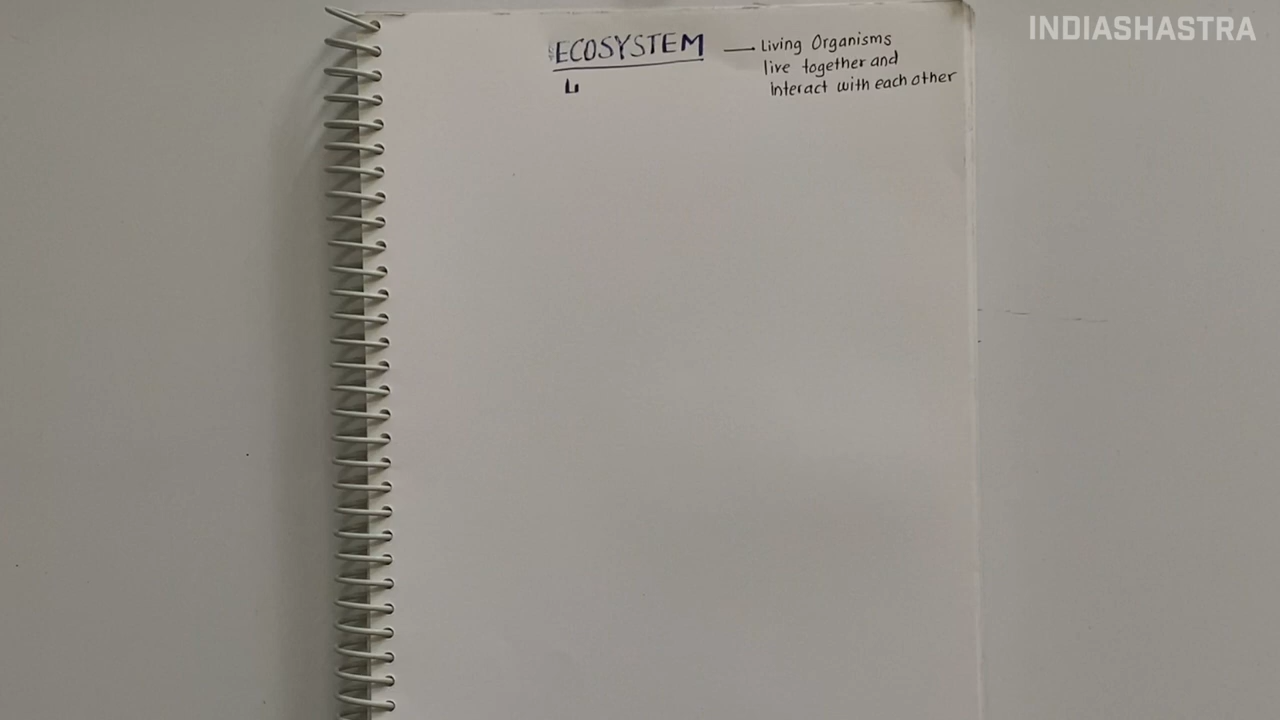 INDIASHASTRA
ECOSYSTEM — Living Organisms
live together and
Interact with each other